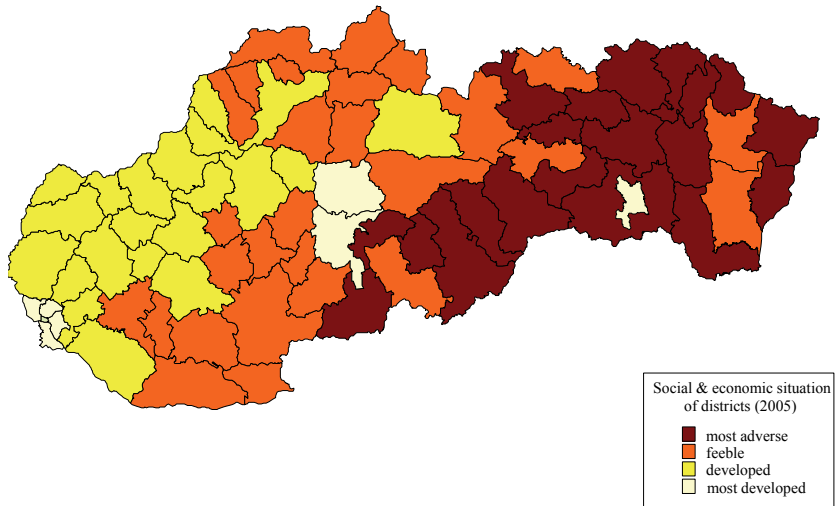 Social & economic situation
of districts (2005)
most adverse
feeble
developed
most developed